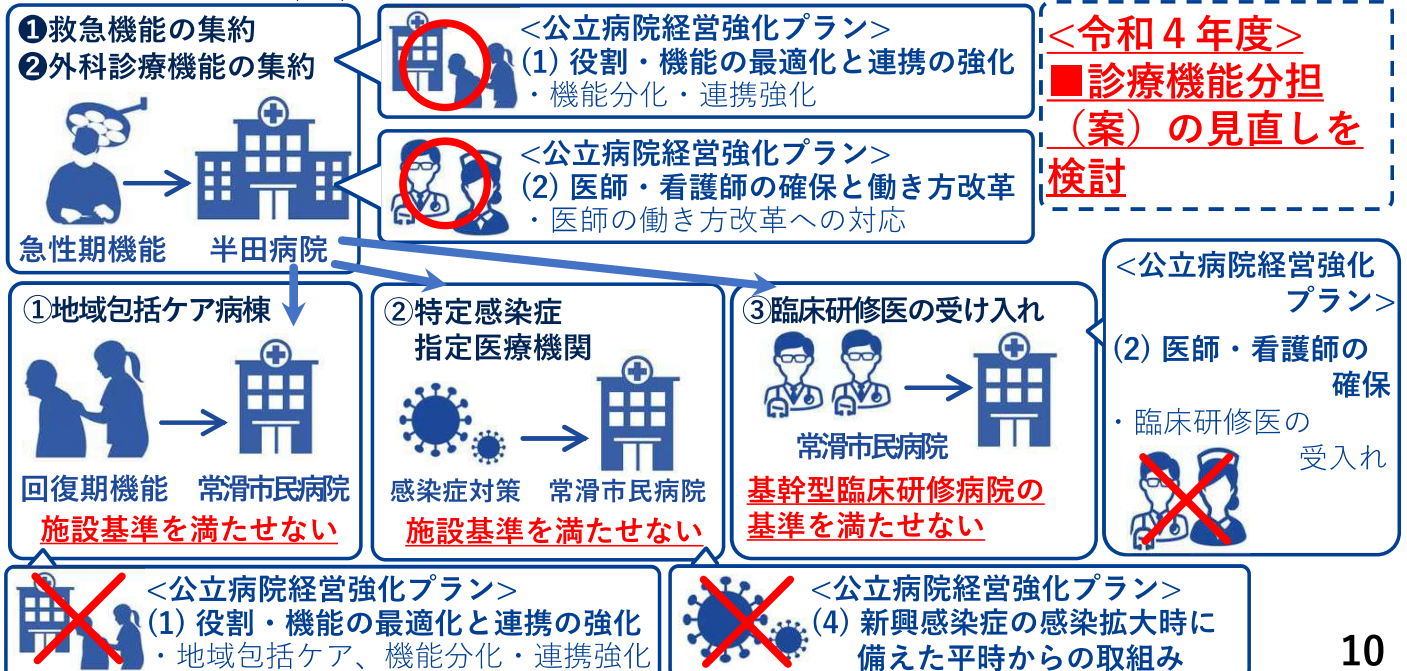 ❶救急機能の集約
❷外科診療機能の集約
急性期機能
半田病院
<公立病院経営強化プラン>
(1) 役割・機能の最適化と連携の強化
・機能分化・連携強化
<公立病院経営強化プラン>
(2) 医師・看護師の確保と働き方改革
・医師の働き方改革への対応
<令和４年度>
■診療機能分担
（案）の見直しを
検討
①地域包括ケア病棟
回復期機能
常滑市民病院
施設基準を満たせない
②特定感染症
指定医療機関
感染症対策
常滑市民病院
施設基準を満たせない
③臨床研修医の受け入れ
常滑市民病院
基幹型臨床研修病院の
基準を満たせない
<公立病院経営強化
プラン>
(2) 医師・看護師の
確保
・臨床研修医の
受入れ
<公立病院経営強化プラン>
(1) 役割・機能の最適化と連携の強化
・地域包括ケア、機能分化・連携強化
<公立病院経営強化プラン>
(4) 新興感染症の感染拡大時に
備えた平時からの取組み
10